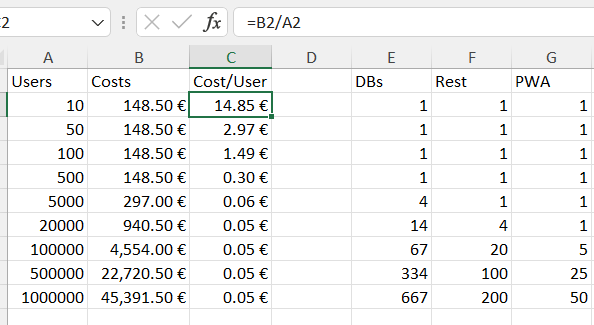 =B2/A2
A B C D E F G
Users Costs Cost/User DBs Rest PWA
10 148.50 € 14.85 € 1 1 1
50 148.50 € 2.97 € 1 1 1
100 148.50 € 1.49 € 1 1 1
500 148.50 € 0.30 € 1 1 1
5000 297.00 € 0.06 € 4 1 1
20000 940.50 € 0.05 € 14 4 1
100000 4,554.00 € 0.05 € 67 20 5
500000 22,720.50 € 0.05 € 334 100 25
1000000 45,391.50 € 0.05 € 667 200 50